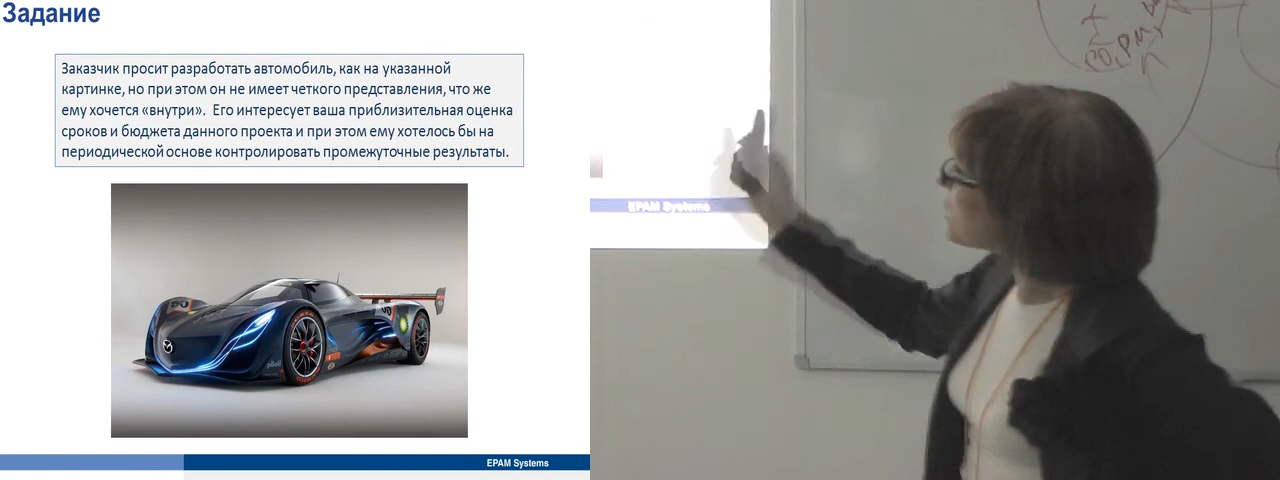 Задание
Заказчик просит разработать автомобиль, как на указанной
картинке, но при этом он не имеет четкого представления, что же
ему хочется «внутри». Его интересует ваша приблизительная оценка
сроков и бюджета данного проекта и при этом ему хотелось бы на
периодической основе контролировать промежуточные результаты.
EPAM Systems
EPAM Systems